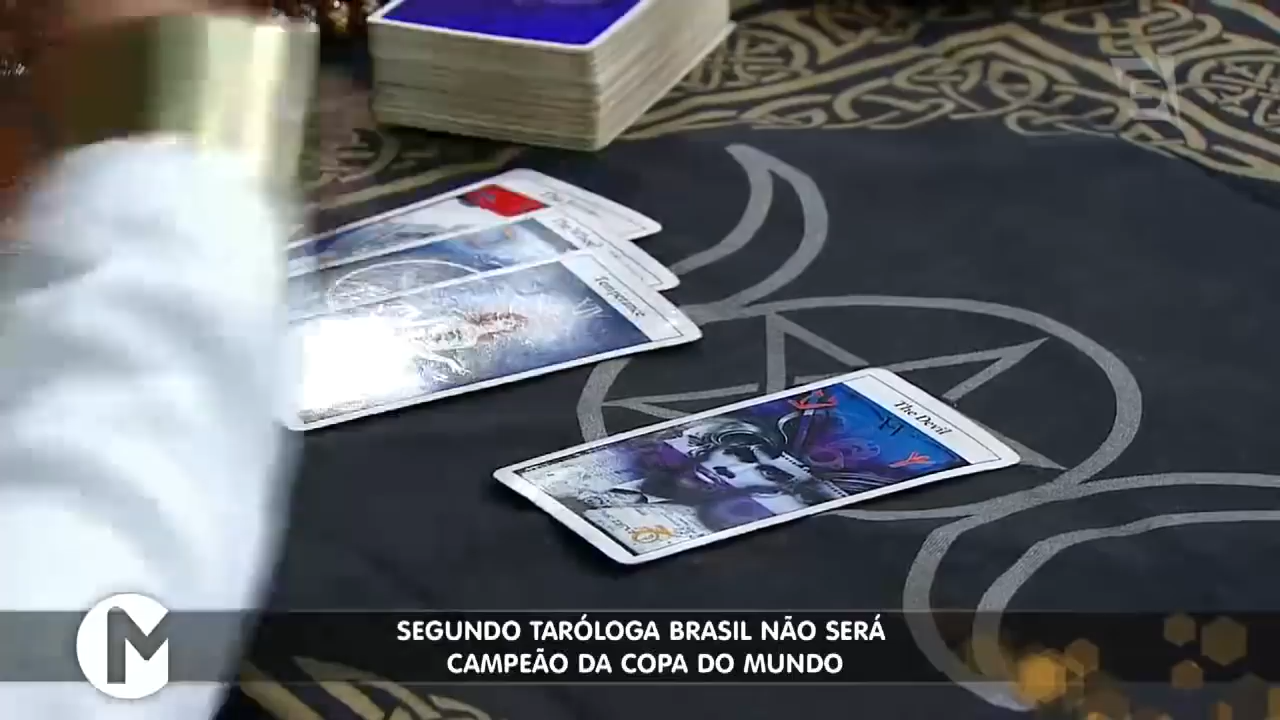 Temperance
The Devil
SEGUNDO TARÓLOGA BRASIL NÃO SERÁ
CAMPEÃO DA COPA DO MUNDO
M